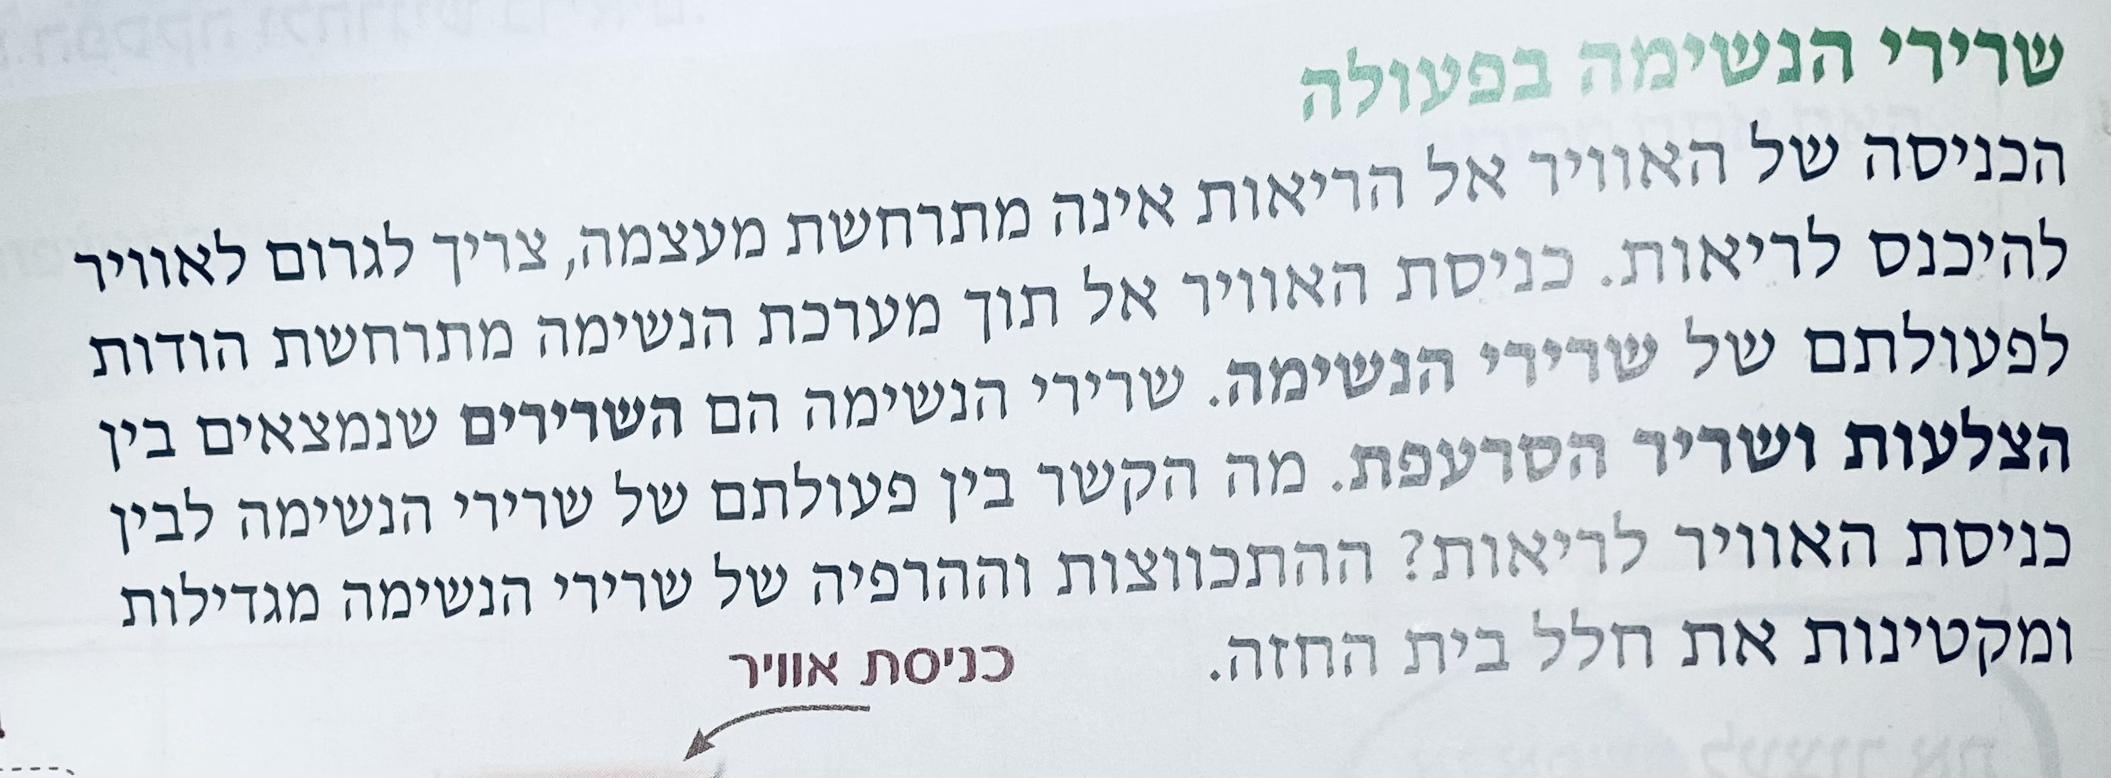 שרירי הנשימה בפעולה
הכניסה של האוויר אל הריאות אינה מתרחשת מעצמה, צריך לגרום לאוויר
להיכנס לריאות. כניסת האוויר אל תוך מערכת הנשימה מתרחשת הודות
לפעולתם של שרירי הנשימה. שרירי הנשימה הם השרירים שנמצאים בין
הצלעות ושריר הסרעפת. מה הקשר בין פעולתם של שרירי הנשימה לבין
כניסת האוויר לריאות? ההתכווצות וההרפיה של שרירי הנשימה מגדילות
ומקטינות את חלל בית החזה.
כניסת אוויר